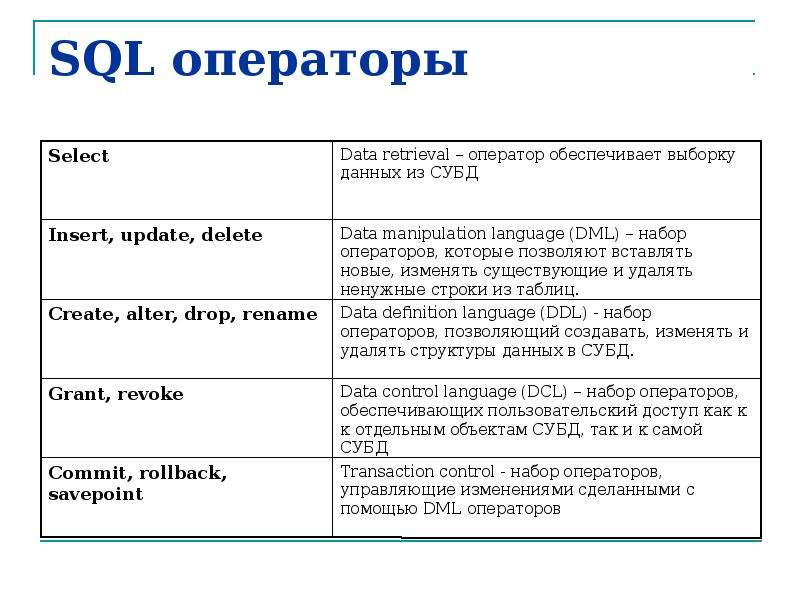 SQL операторы
Select
Data retrieval – оператор обеспечивает выборку
данных из СУБД
Insert, update, delete
Data manipulation language (DML) – набор
операторов, которые позволяют вставлять
новые, изменять существующие и удалять
ненужные строки из таблиц.
Create, alter, drop, rename
Data definition language (DDL) - набор
операторов, позволяющий создавать, изменять и
удалять структуры данных в СУБД.
Grant, revoke
Data control language (DCL) – набор операторов,
обеспечивающих пользовательский доступ как к
к отдельным объектам СУБД, так и к самой
СУБД
Commit, rollback,
savepoint
Transaction control - набор операторов,
управляющие изменениями сделанными с
помощью DML операторов